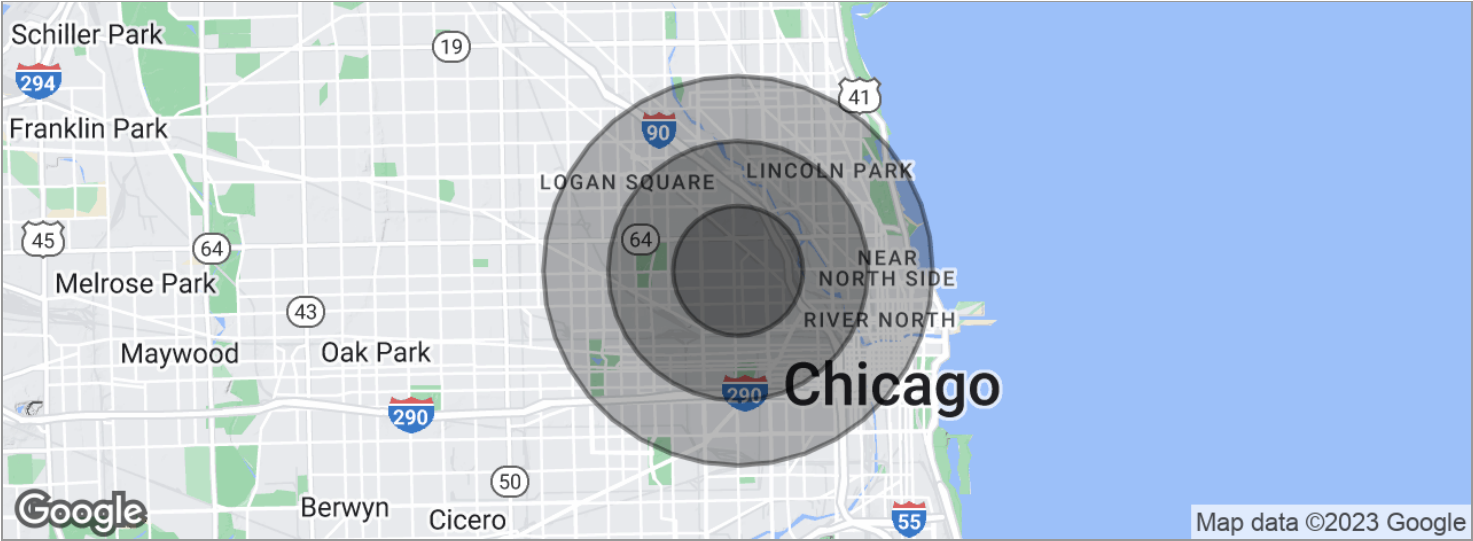 Schiller Park
19
294
41
Franklin Park
90
LINCOLN PARK
LOGAN SQUARE
45
64
64
NEAR
NORTH SIDE
Melrose Park
43
RIVER NORTH
Maywood
Oak Park
Chicago
290
290
50
Berwyn
Cicero
Google
55
Map data ©2023 Google